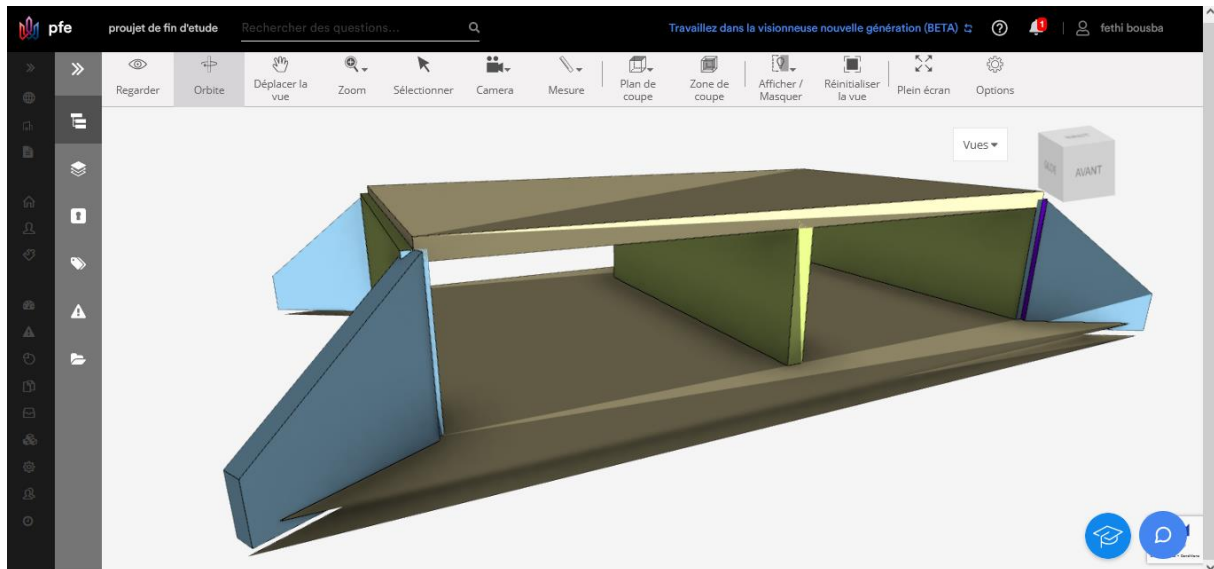 pfe
proujet de fin d'etude
Rechercher des questions...
Travaillez dans la visionneuse nouvelle génération (BETA)
1
fethi bousba
Regarder
Orbite
Déplacer la
vue
Zoom
Sélectionner
Camera
Mesure
Plan de
coupe
Zone de
coupe
Afficher /
Masquer
Réinitialiser
la vue
Plein écran
Options
Vues
AVANT